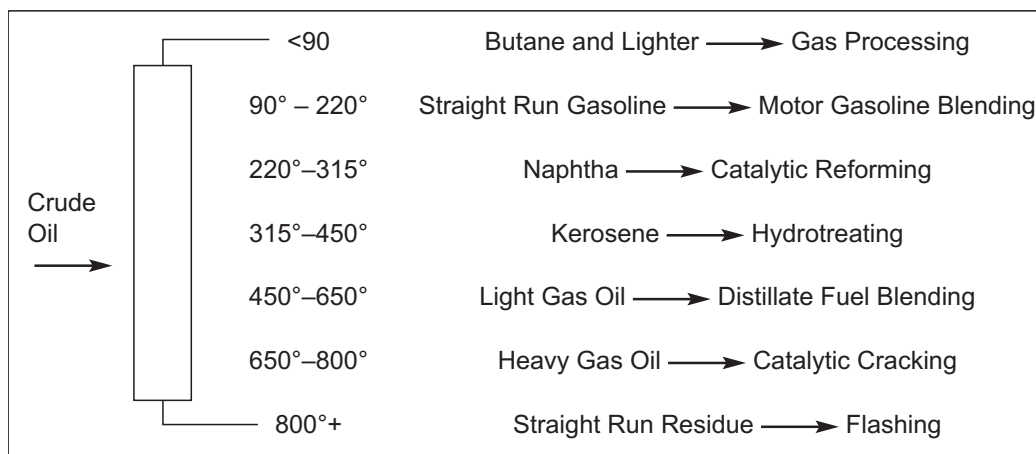 <90 Butane and Lighter Gas Processing
90° – 220° Straight Run Gasoline Motor Gasoline Blending
220°–315° Naphtha Catalytic Reforming
Crude
Oil
315°–450° Kerosene Hydrotreating
450°–650° Light Gas Oil Distillate Fuel Blending
650°–800° Heavy Gas Oil Catalytic Cracking
800°+ Straight Run Residue Flashing